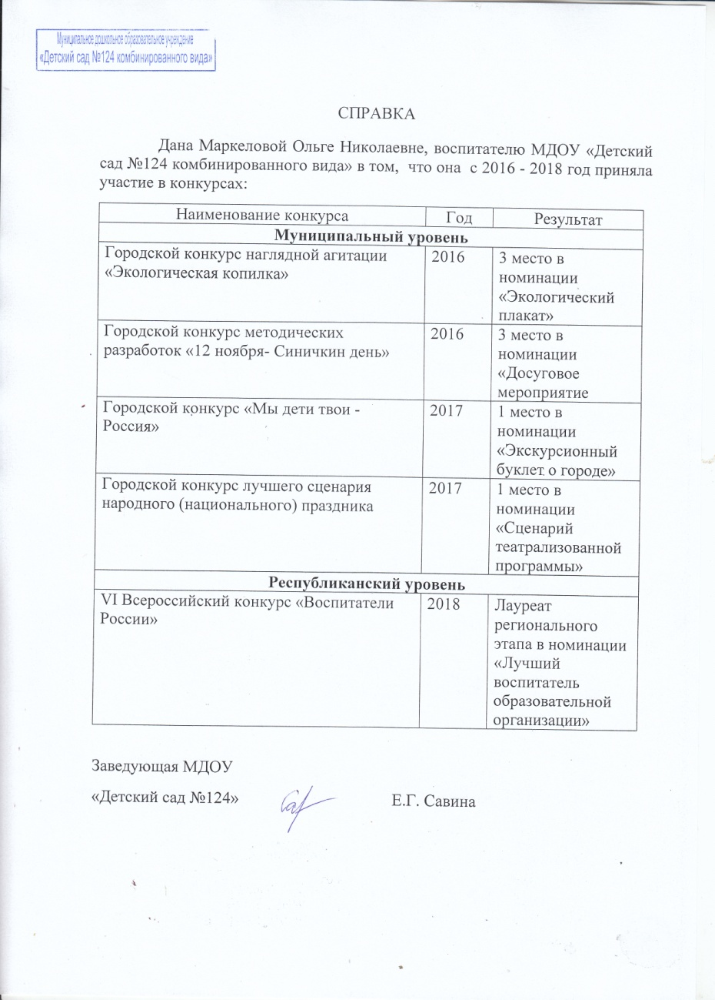 Муниципальное дошкольное образовательное учреждение
«Детский сад №124 комбинированного вида»
СПРАВКА
Дана Маркеловой Ольге Николаевне, воспитателю МДОУ «Детский
сад №124 комбинированного вида» в том, что она с 2016 - 2018 год приняла
участие в конкурсах:
Наименование конкурса Год Результат
Муниципальный уровень
Городской конкурс наглядной агитации 2016 3 место в
«Экологическая копилка» номинации
«Экологический
плакат»
Городской конкурс методических 2016 3 место в
разработок «12 ноября- Синичкин день» номинации
«Досуговое
мероприятие
Городской конкурс «Мы дети твои - 2017 1 место в
Россия» номинации
«Экскурсионный
буклет о городе»
Городской конкурс лучшего сценария 2017 1 место в
народного (национального) праздника номинации
«Сценарий
театрализованной
программы»
Республиканский уровень
VI Всероссийский конкурс «Воспитатели 2018 Лауреат
России» регионального
этапа в номинации
«Лучший
воспитатель
образовательной
организации»
Заведующая МДОУ
«Детский сад №124» Е.Г. Савина